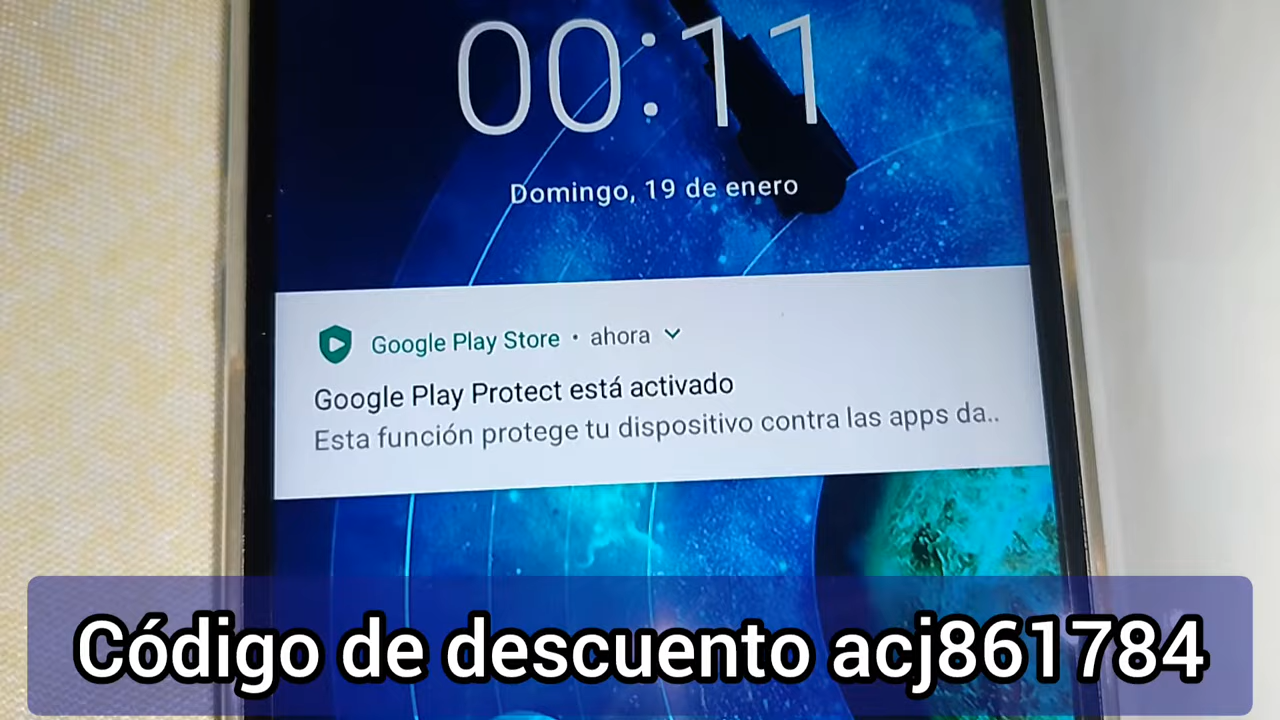 00:11
Domingo, 19 de enero
Google Play Store · ahora
Google Play Protect está activado
Esta función protege tu dispositivo contra las apps da..
Código de descuento acj861784